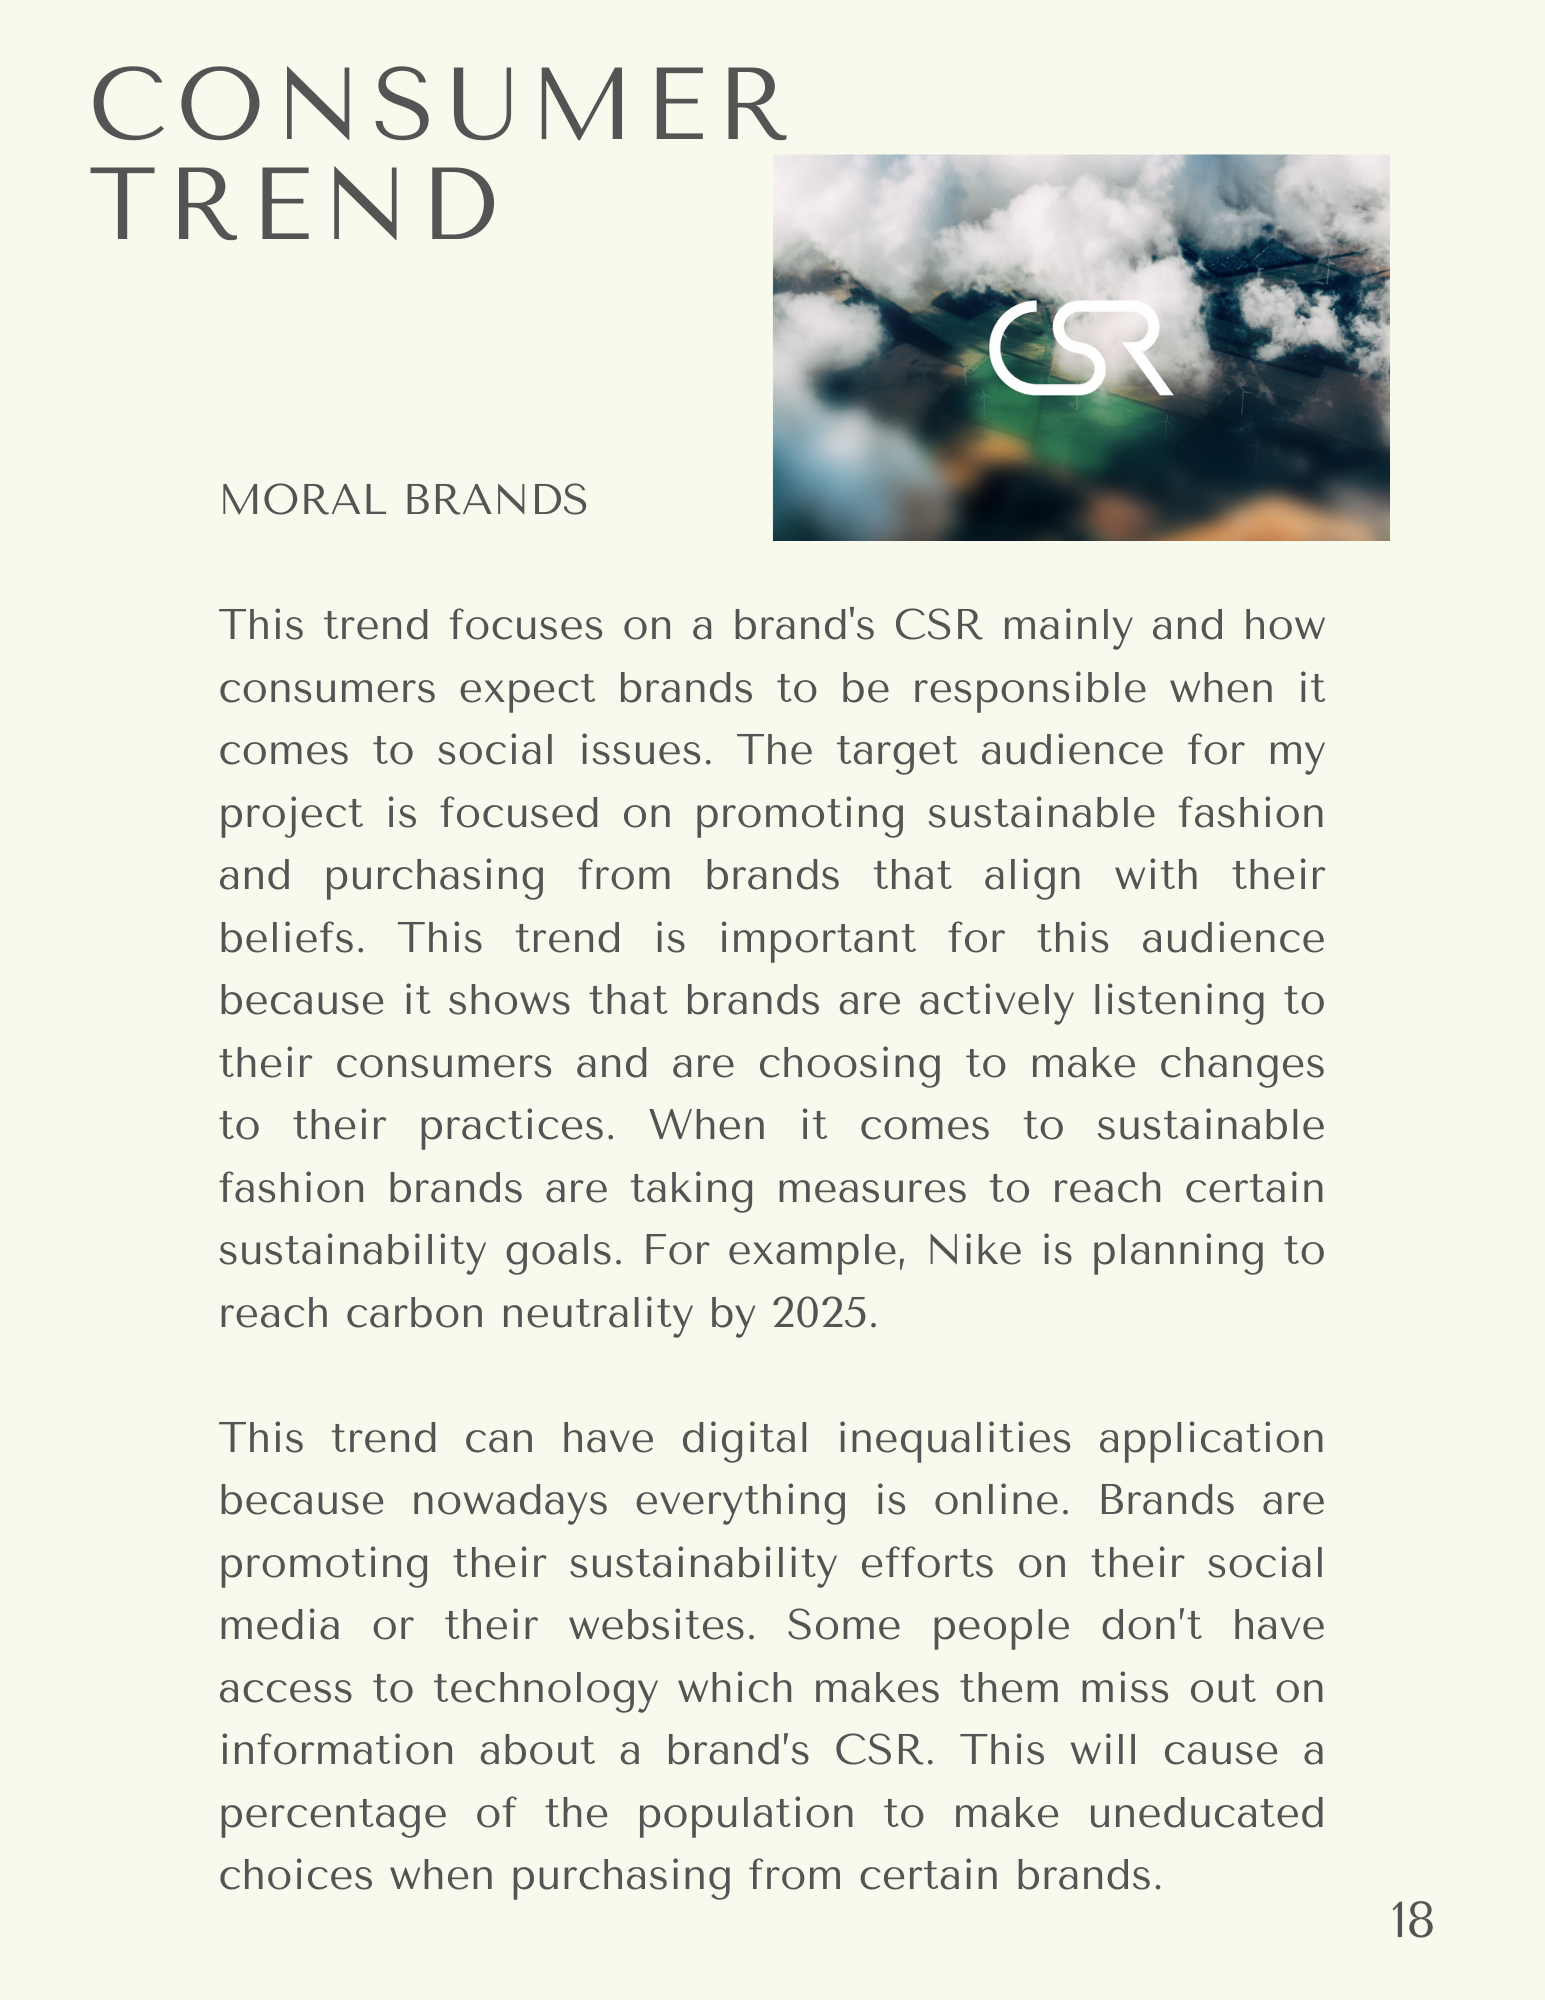 CONSUMER
TREND
CSR
MORAL BRANDS
This trend focuses on a brand's CSR mainly and how
consumers expect brands to be responsible when it
comes to social issues. The target audience for my
project is focused on promoting sustainable fashion
and purchasing from brands that align with their
beliefs. This trend is important for this audience
because it shows that brands are actively listening to
their consumers and are choosing to make changes
to their practices. When it comes to sustainable
fashion brands are taking measures to reach certain
sustainability goals. For example, Nike is planning to
reach carbon neutrality by 2025.
This trend can have digital inequalities application
because nowadays everything is online. Brands are
promoting their sustainability efforts on their social
media or their websites. Some people don’t have
access to technology which makes them miss out on
information about a brand’s CSR. This will cause a
percentage of the population to make uneducated
choices when purchasing from certain brands.
18